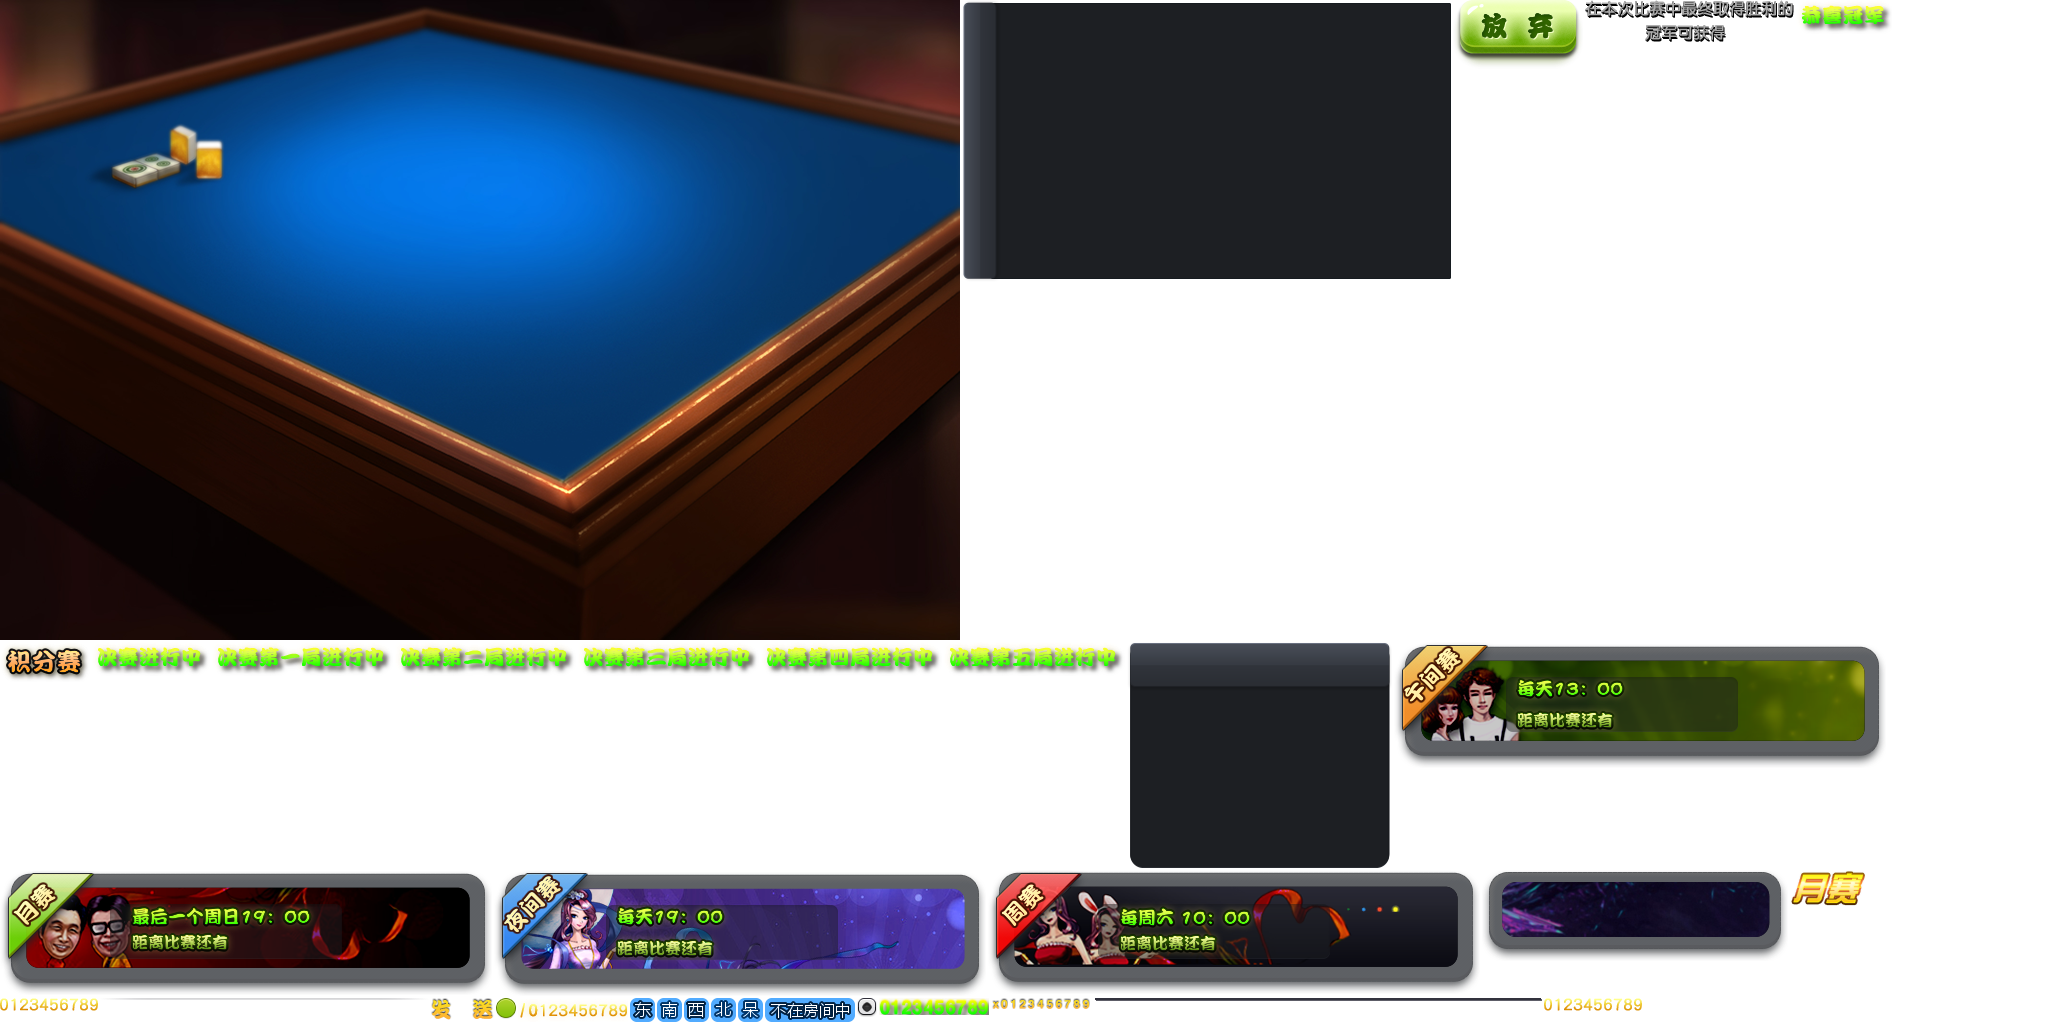 放 弃
在本次比赛中最终取得胜利的
冠军可获得
恭喜冠军
积分赛
决赛进行中
决赛第一局进行中
决赛第二局进行中
决赛第三局进行中
决赛第四局进行中
决赛第五局进行中
午间赛
每天13：00
距离比赛还有
月赛
最后一个周日19：00
距离比赛还有
夜间赛
每天19：00
距离比赛还有
周赛
每周六 10：00
距离比赛还有
月赛
0123456789
发 送
/0123456789
东
南
西
北
呆
不在房间中
0123456789
x0123456789
0123456789